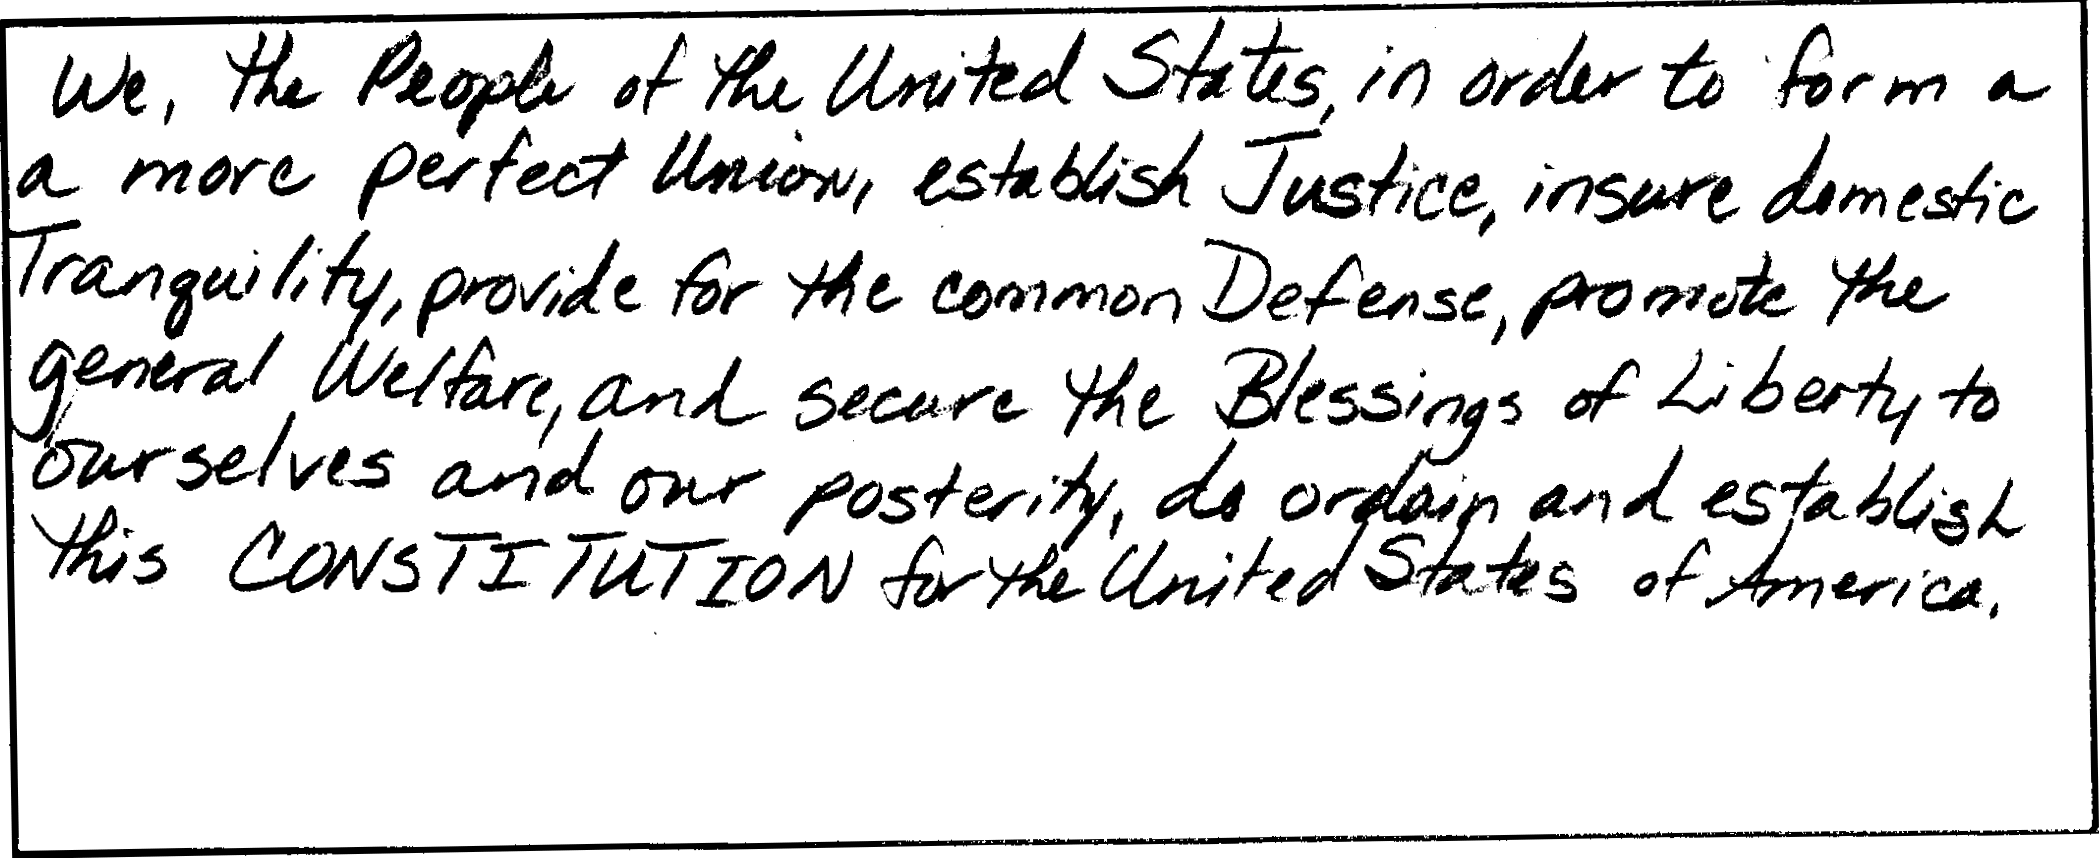 We, the People of the United States, in order to form a
a more perfect Union, establish Justice, insure domestic
Tranquility, provide for the common Defense, promote the
general Welfare, and secure the Blessings of Liberty to
ourselves and our posterity, do ordain and establish
this CONSTITUTION for the United States of America.